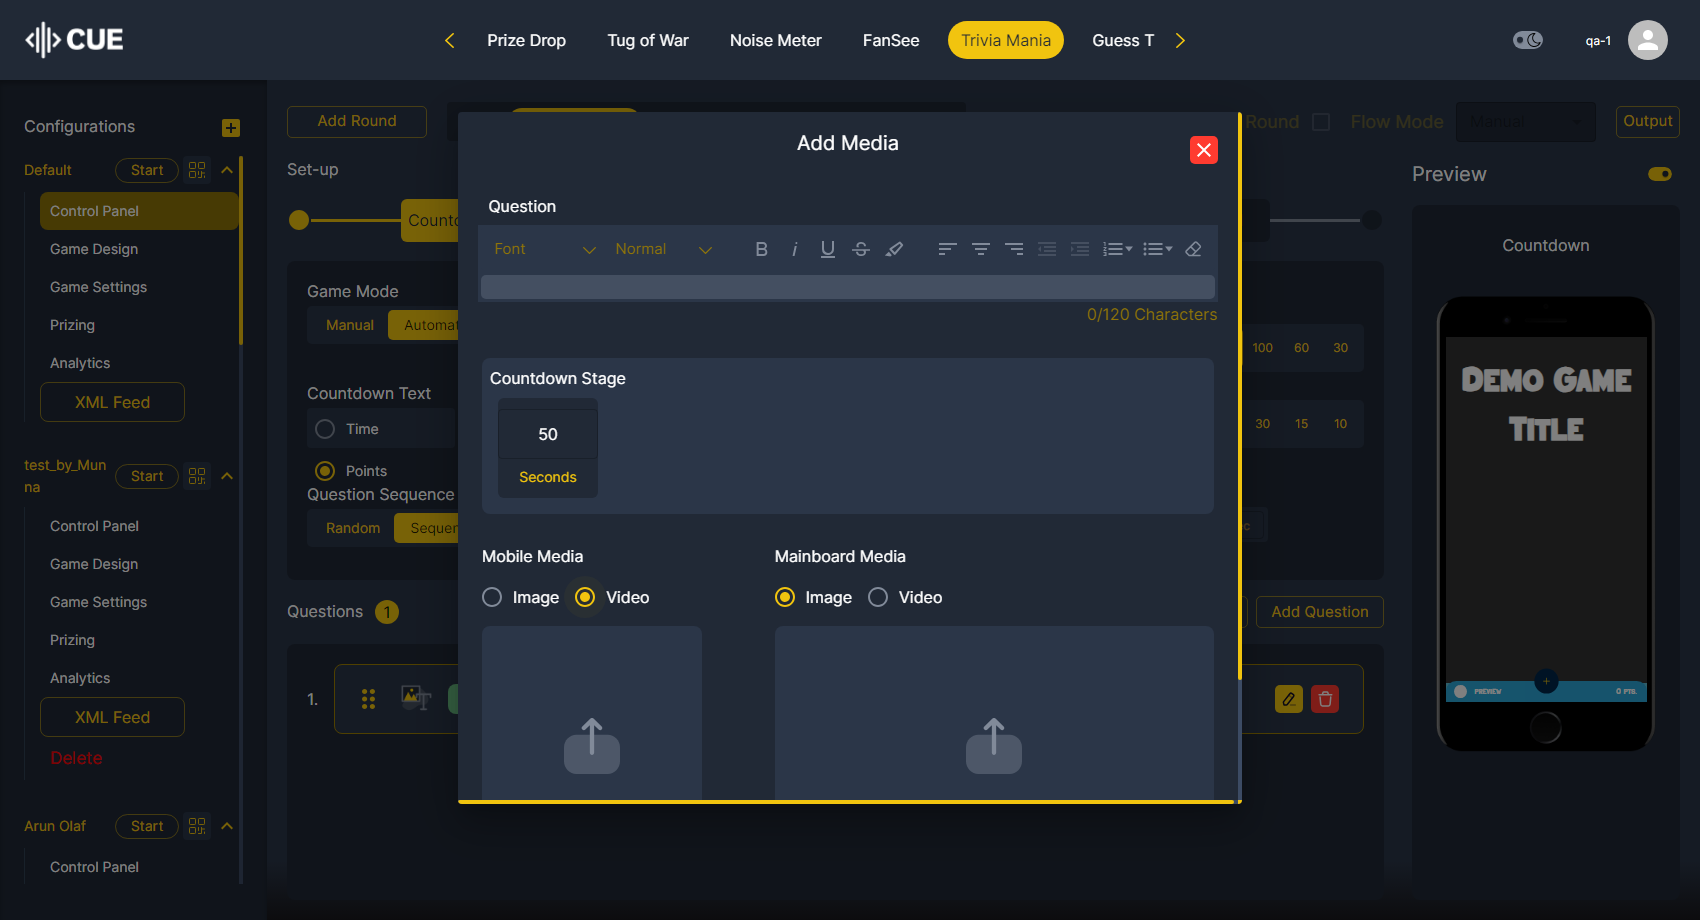 CUE
Prize Drop
Tug of War
Noise Meter
FanSee
Trivia Mania
Guess T
qa-1
Configurations
Default
Start
Control Panel
Game Design
Game Settings
Prizing
Analytics
XML Feed
test_by_Mun
na
Start
Control Panel
Game Design
Game Settings
Prizing
Analytics
XML Feed
Delete
Arun Olaf
Start
Control Panel
Add Round
Round
Flow Mode
Manual
Output
Set-up
Game Mode
Manual
Countdown Text
Time
Points
Question Sequence
Random
100
60
30
30
15
10
Questions
1
Add Question
1.
Add Media
Question
Font
Normal
0/120 Characters
Countdown Stage
50
Seconds
Mobile Media
Image
Video
Mainboard Media
Image
Video
Preview
Countdown
DEMO GAME
TITLE
PREVIEW
0 PTS.